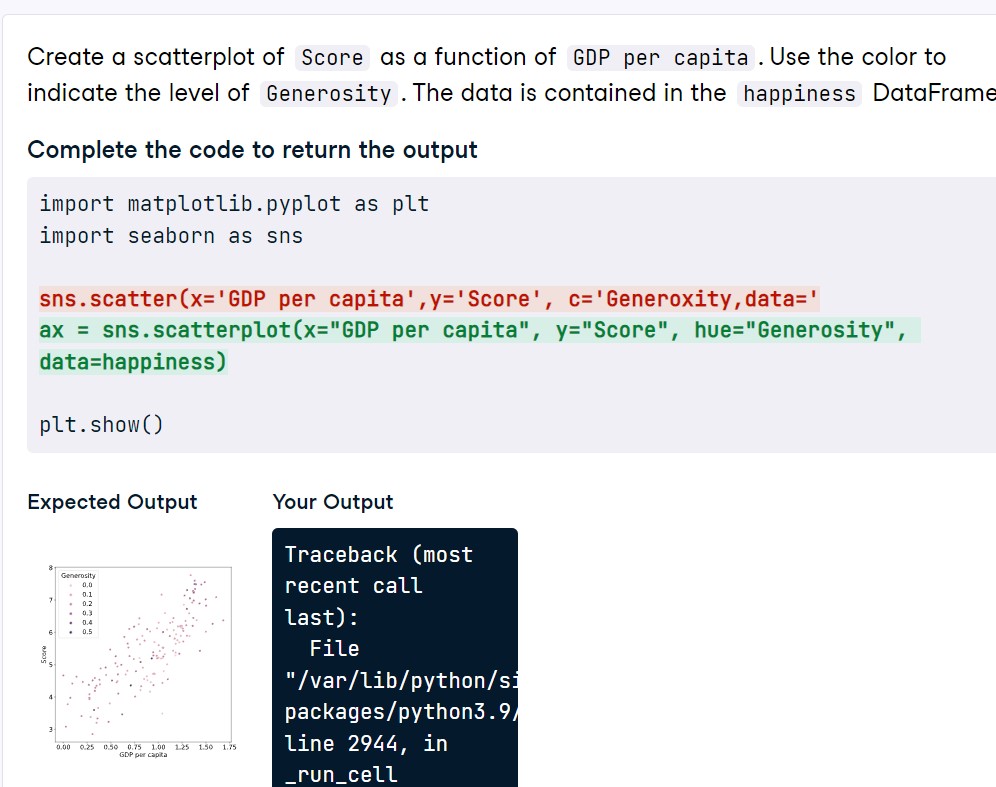 Create a scatterplot of Score as a function of GDP per capita. Use the color to
indicate the level of Generosity. The data is contained in the happiness DataFrame
Complete the code to return the output
import matplotlib.pyplot as plt
import seaborn as sns
sns.scatter(x='GDP per capita',y='Score', c='Generoxity,data='
ax = sns.scatterplot(x="GDP per capita", y="Score", hue="Generosity",
data=happiness)
plt.show()
Expected Output
Your Output
8
7
6
5
4
3
Score
Generosity
0.0
0.1
0.2
0.3
0.4
0.5
0.00 0.25 0.50 0.75 1.00 1.25 1.50 1.75
GDP per capita
Traceback (most
recent call
last):
File
"/var/lib/python/si
packages/python3.9/
line 2944, in
_run_cell